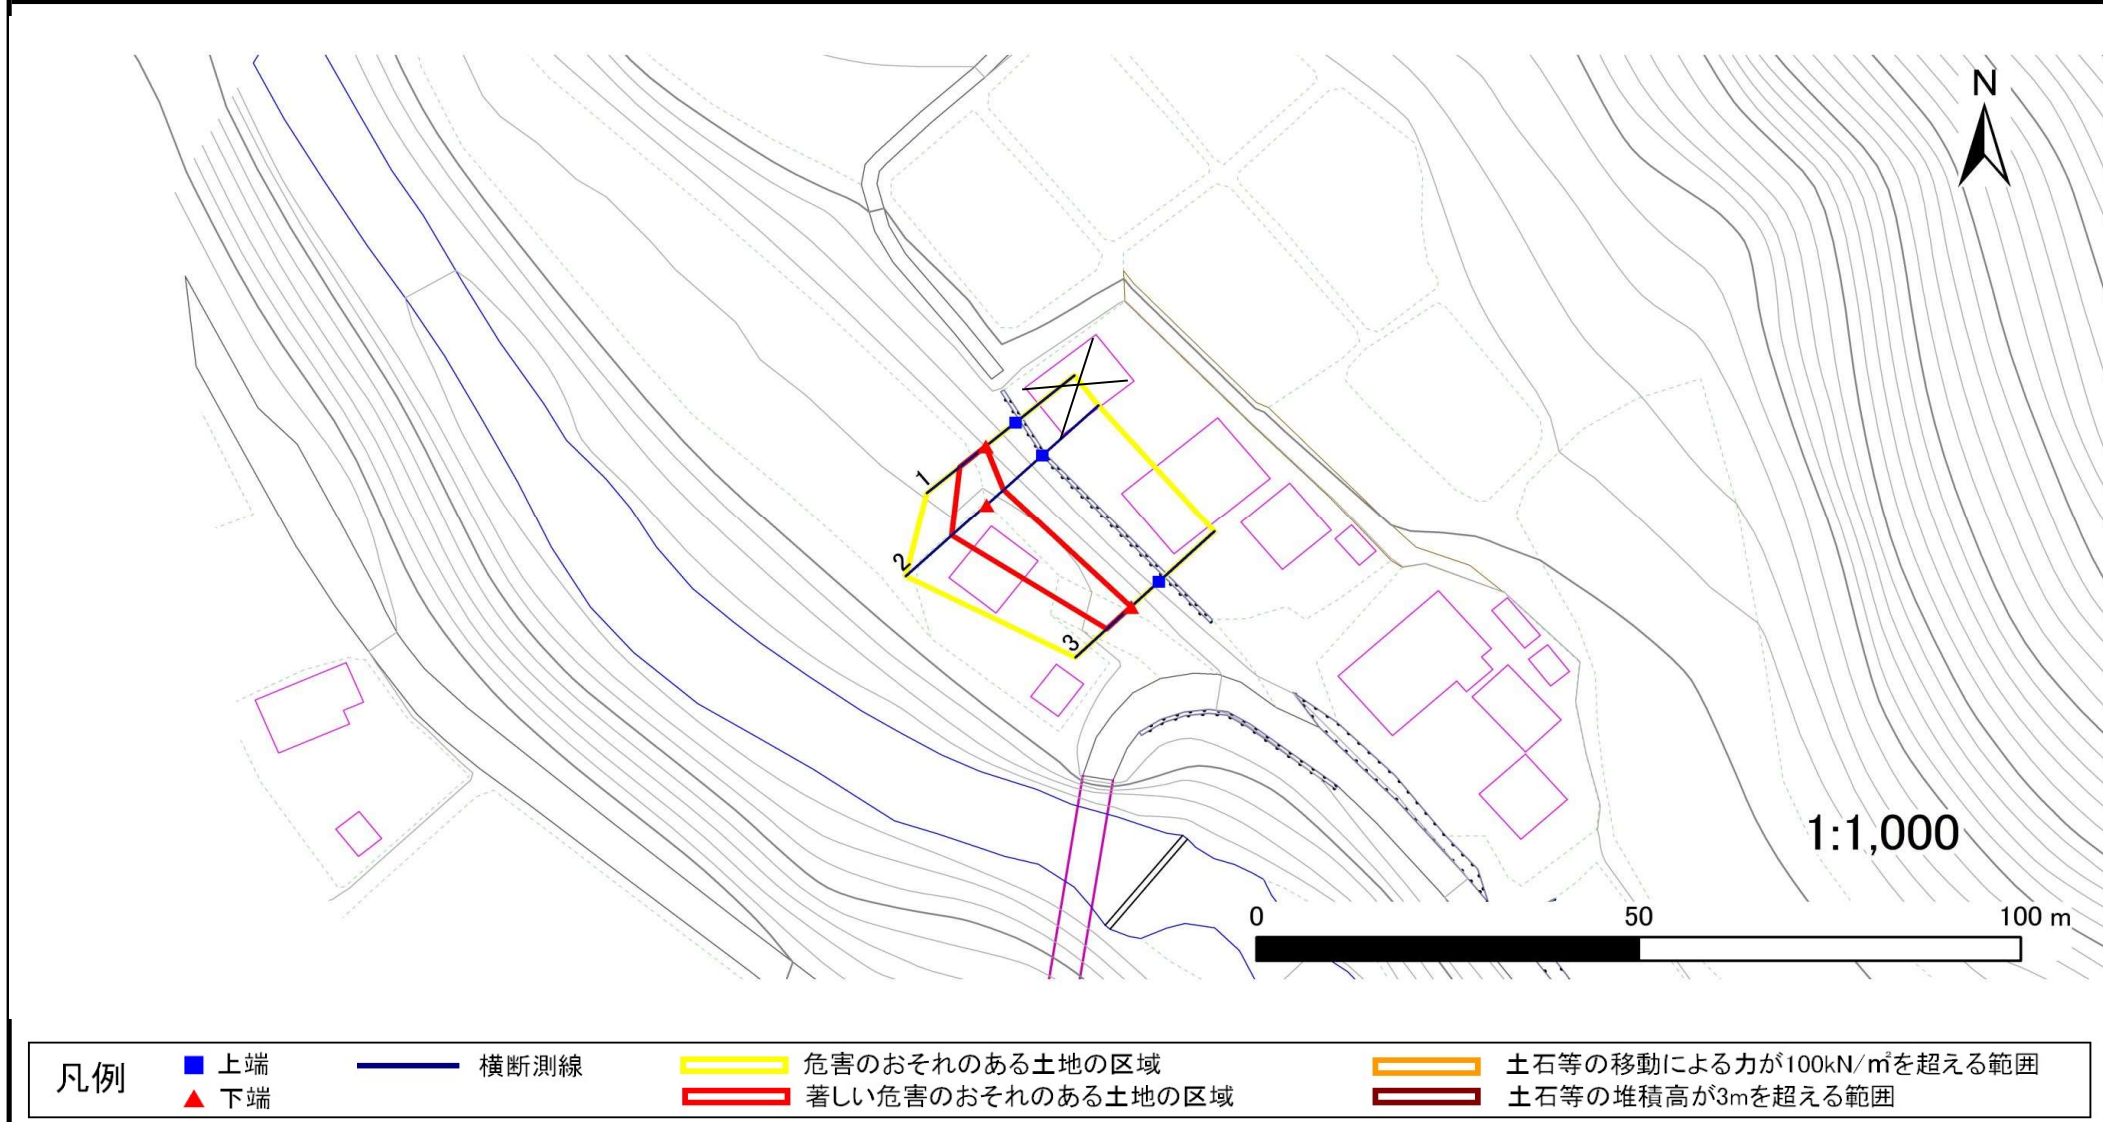 N
1
2
3
1:1,000
0 50 100 m
凡例
上端
下端
横断測線
危害のおそれのある土地の区域
著しい危害のおそれのある土地の区域
土石等の移動による力が100kN/㎡を超える範囲
土石等の堆積高が3mを超える範囲